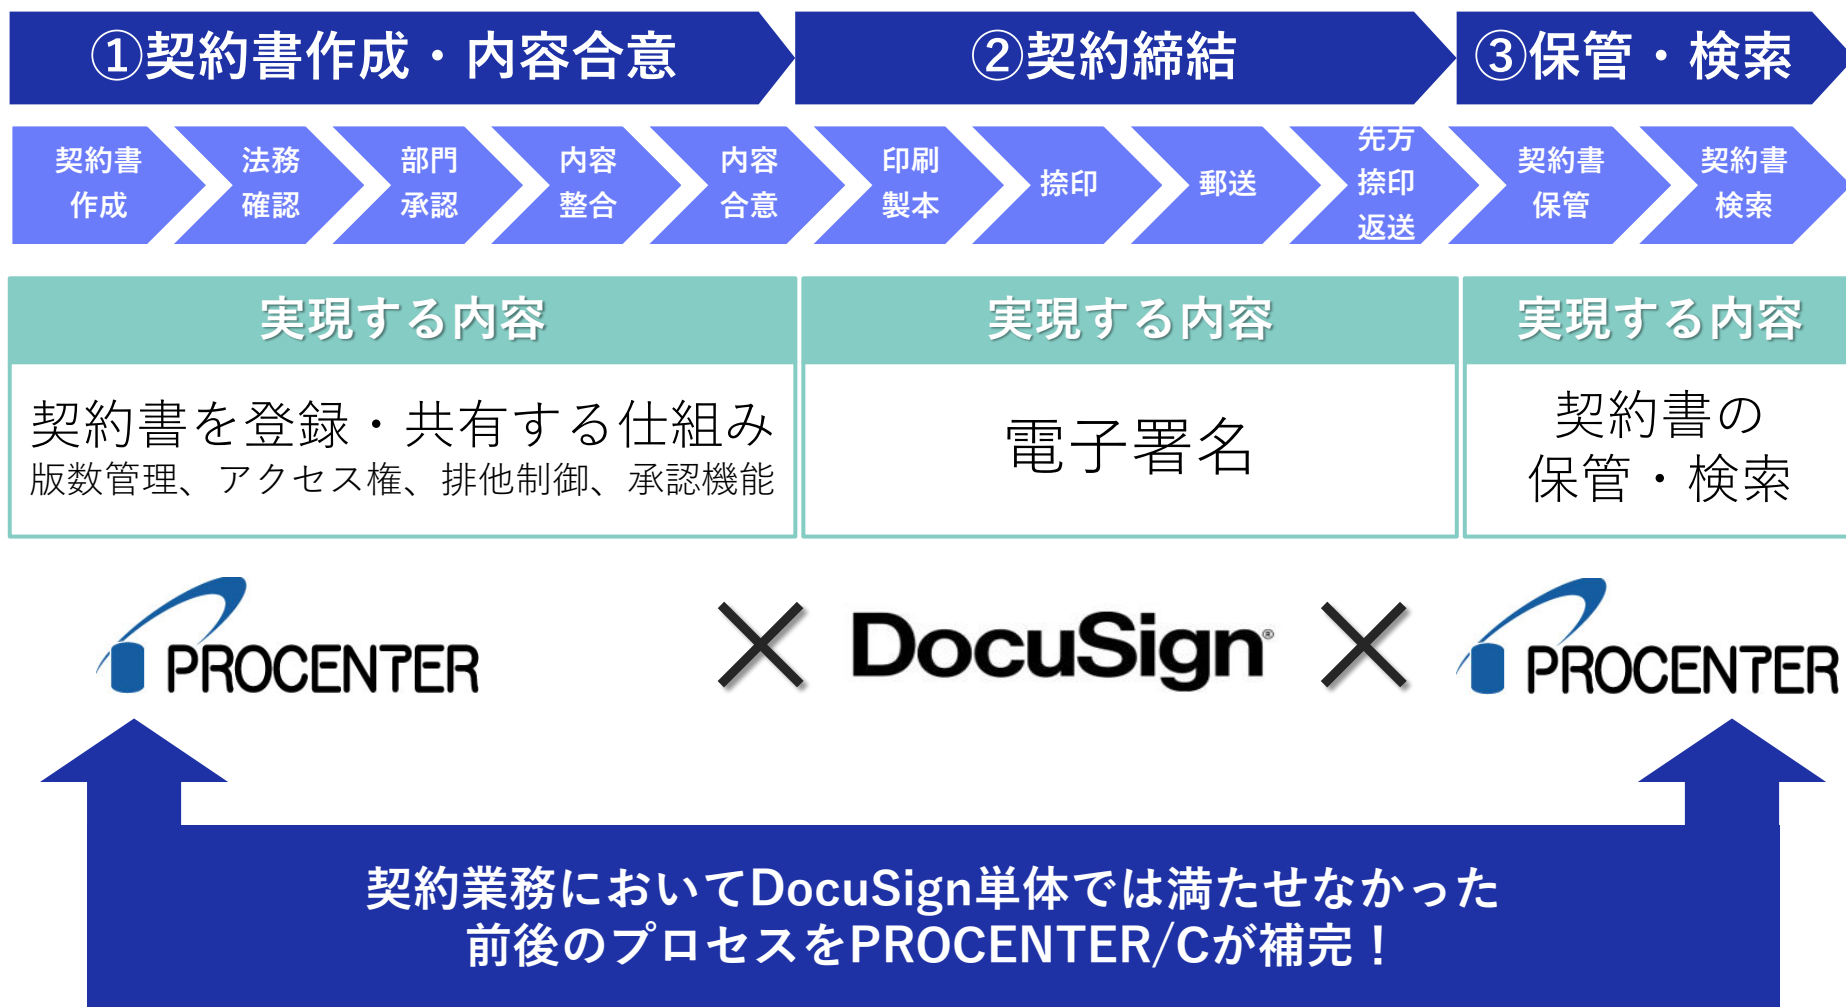 ①契約書作成・内容合意
②契約締結
③保管・検索
契約書
作成
法務
確認
部門
承認
内容
整合
内容
合意
印刷
製本
捺印
郵送
先方
捺印
返送
契約書
保管
契約書
検索
実現する内容
契約書を登録・共有する仕組み
版数管理、アクセス権、排他制御、承認機能
実現する内容
電子署名
実現する内容
契約書の
保管・検索
PROCENTER
×
DocuSign®
×
PROCENTER
契約業務においてDocuSign単体では満たせなかった
前後のプロセスをPROCENTER/Cが補完！